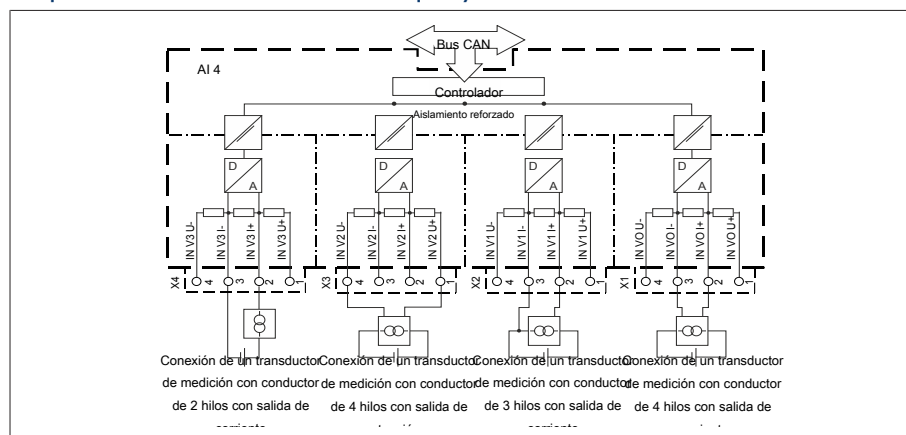 Bus CAN
AI 4
Controlador
Aislamiento reforzado
D
A
D
A
D
A
D
A
IN V3 U-
IN V3 I-
IN V3 I+
IN V3 U+
IN V2 U-
IN V2 I-
IN V2 I+
IN V2 U+
IN V1 U-
IN V1 I-
IN V1 I+
IN V1 U+
IN VO U-
IN VO I-
IN VO I+
IN VO U+
X4
4
3
2
1
X3
4
3
2
1
X2
4
3
2
1
X1
4
3
2
1
Conexión de un transductor
de medición con conductor
de 2 hilos con salida de
Conexión de un transductor
de medición con conductor
de 4 hilos con salida de
Conexión de un transductor
de medición con conductor
de 3 hilos con salida de
Conexión de un transductor
de medición con conductor
de 4 hilos con salida de